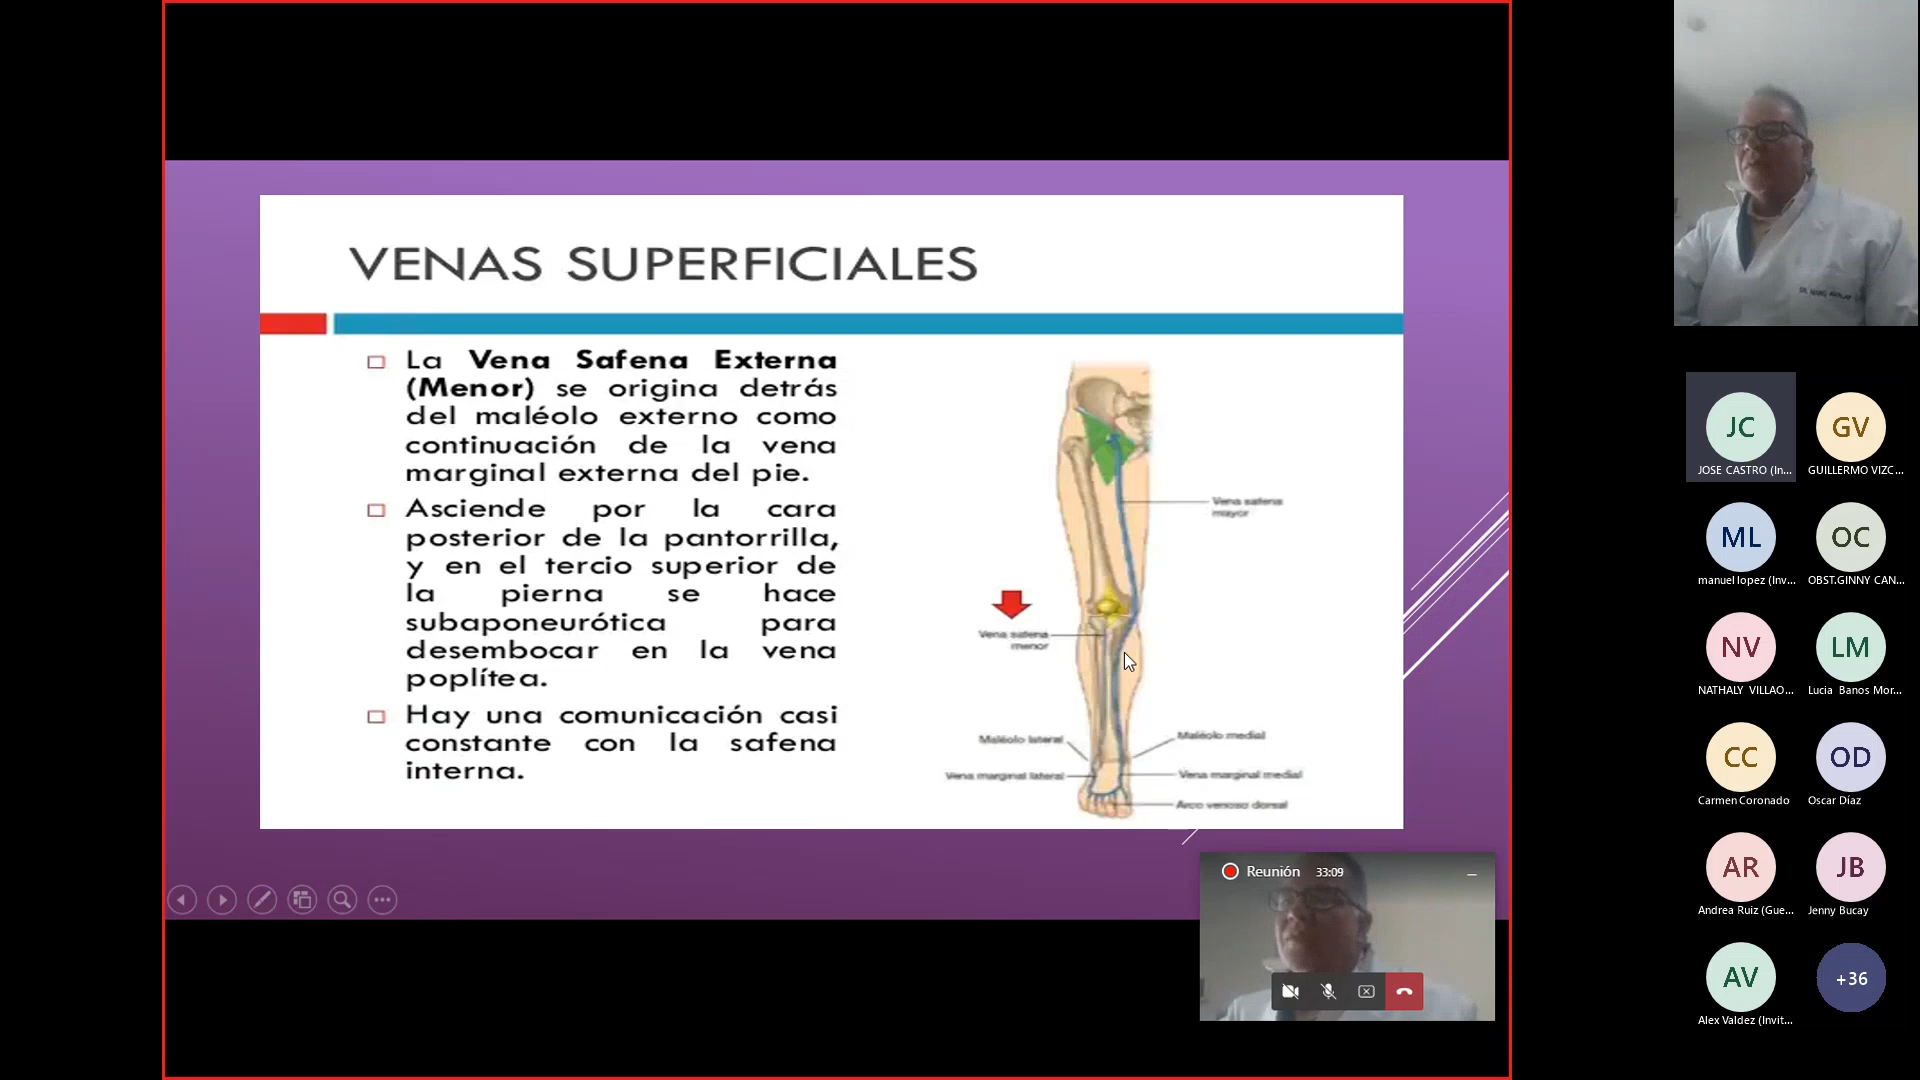 VENAS SUPERFICIALES
La Vena Safena Externa
(Menor) se origina detrás
del maléolo externo como
continuación de la vena
marginal externa del pie.
Asciende por la cara
posterior de la pantorrilla,
y en el tercio superior de
la pierna se hace
subaponeurótica para
desembocar en la vena
poplítea.
Hay una comunicación casi
constante con la safena
interna.
Vena safena
mayor
Vena safena
menor
Maléolo lateral
Maléolo medial
Vena marginal lateral
Vena marginal medial
Arco venoso dorsal
Reunión 33:09
JC
JOSE CASTRO (In...
GV
GUILLERMO VIZC...
ML
manuel lopez (Inv...
OC
OBST.GINNY CAN...
NV
NATHALY VILLAO...
LM
Lucia Banos Mor...
CC
Carmen Coronado
OD
Oscar Díaz
AR
Andrea Ruiz (Gue...
JB
Jenny Bucay
AV
Alex Valdez (Invit...
+36